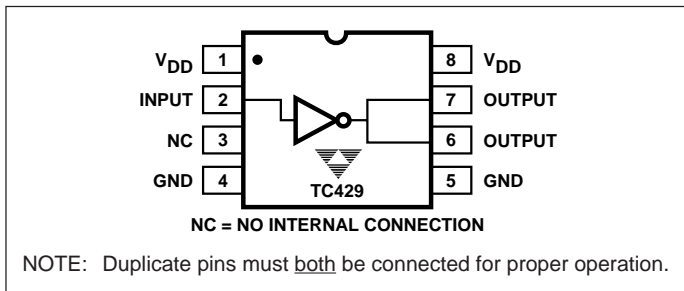 VDD 1 8 VDD
INPUT 2 7 OUTPUT
NC 3 6 OUTPUT
GND 4 5 GND
TC429
NC = NO INTERNAL CONNECTION
NOTE: Duplicate pins must both be connected for proper operation.